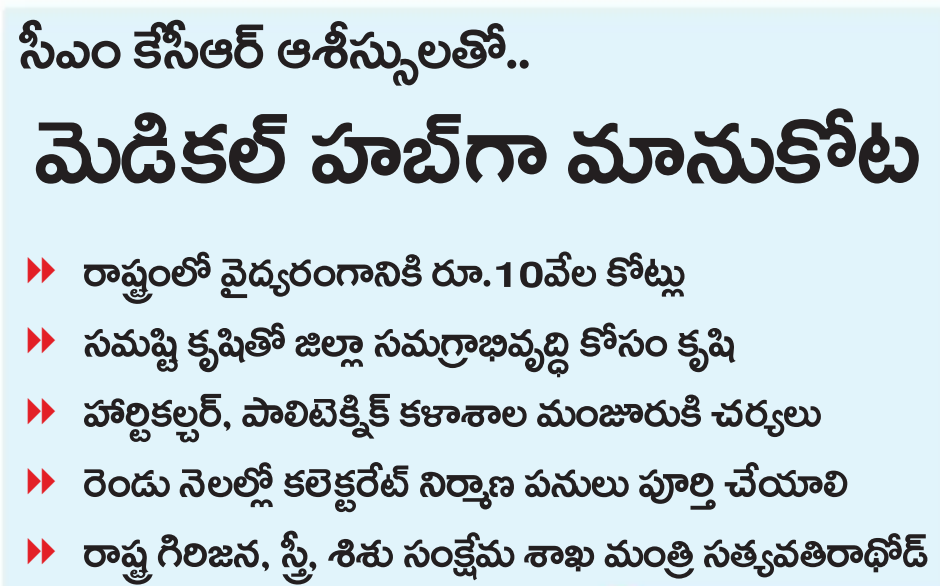 సీఎం కేసీఆర్ ఆశీస్సులతో..
మెడికల్ హబ్‌గా మానుకోట
రాష్ట్రంలో వైద్యరంగానికి రూ.10వేల కోట్లు
సమష్టి కృషితో జిల్లా సమగ్రాభివృద్ధి కోసం కృషి
హార్టికల్చర్, పాలిటెక్నిక్ కళాశాల మంజూరుకి చర్యలు
రెండు నెలల్లో కలెక్టరేట్ నిర్మాణ పనులు పూర్తి చేయాలి
రాష్ట్ర గిరిజన, స్త్రీ, శిశు సంక్షేమ శాఖ మంత్రి సత్యవతిరాథోడ్